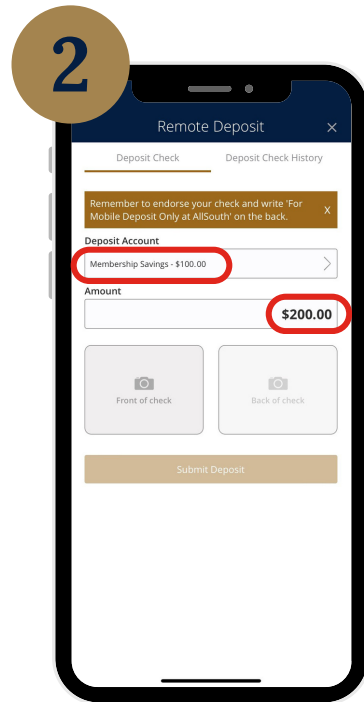 2
Remote Deposit ×
Deposit Check Deposit Check History
Remember to endorse your check and write 'For X
Mobile Deposit Only at AllSouth' on the back.
Deposit Account
Membership Savings - $100.00
Amount
$200.00
Front of check Back of check
Submit Deposit